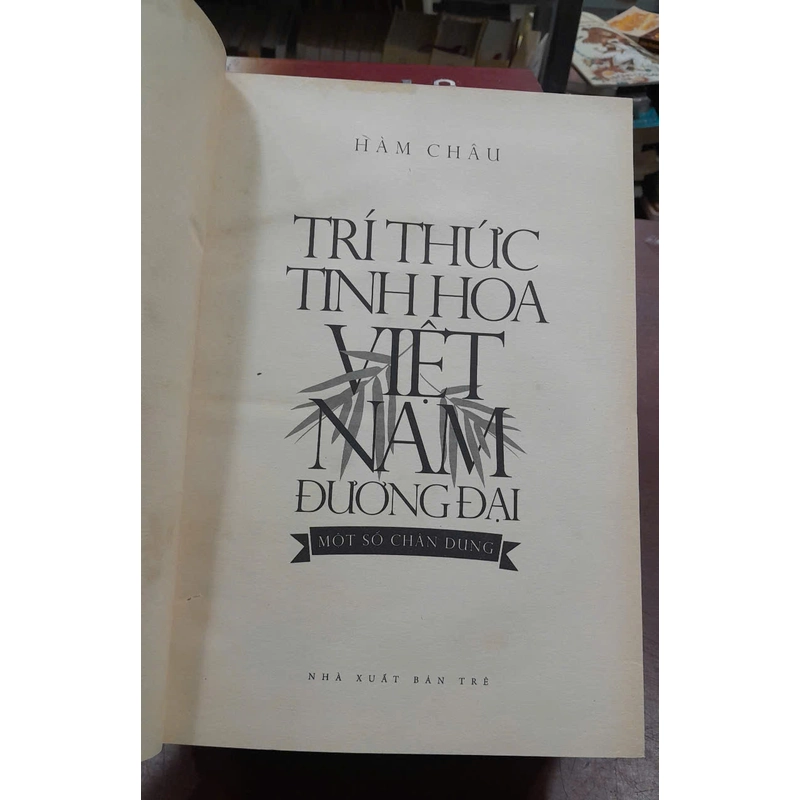 HÀM CHÂU
TRÍ THỨC
TINH HOA
VIỆT
NAM
ĐƯƠNG ĐẠI
MỘT SỐ CHÂN DUNG
NHÀ XUẤT BẢN TRẺ